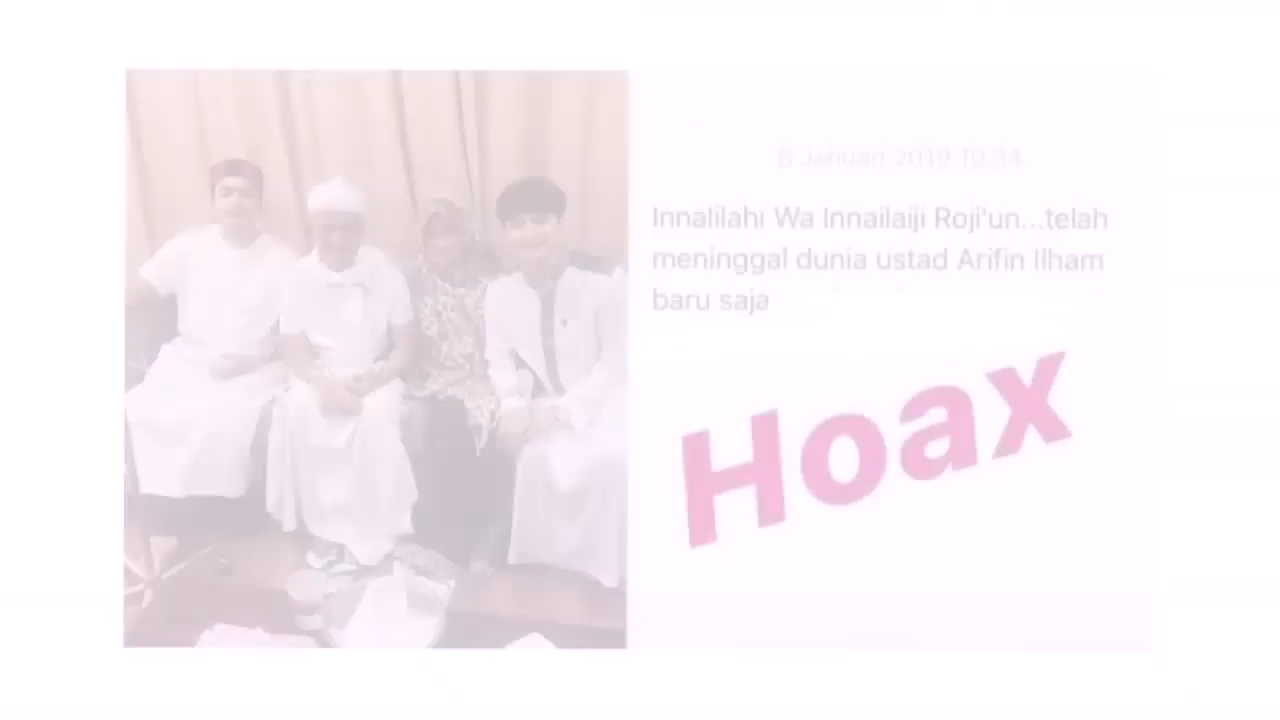 8 Januari 2019 10.34
Innalilahi Wa Innailaiji Roji'un...telah
meninggal dunia ustad Arifin Ilham
baru saja
Hoax